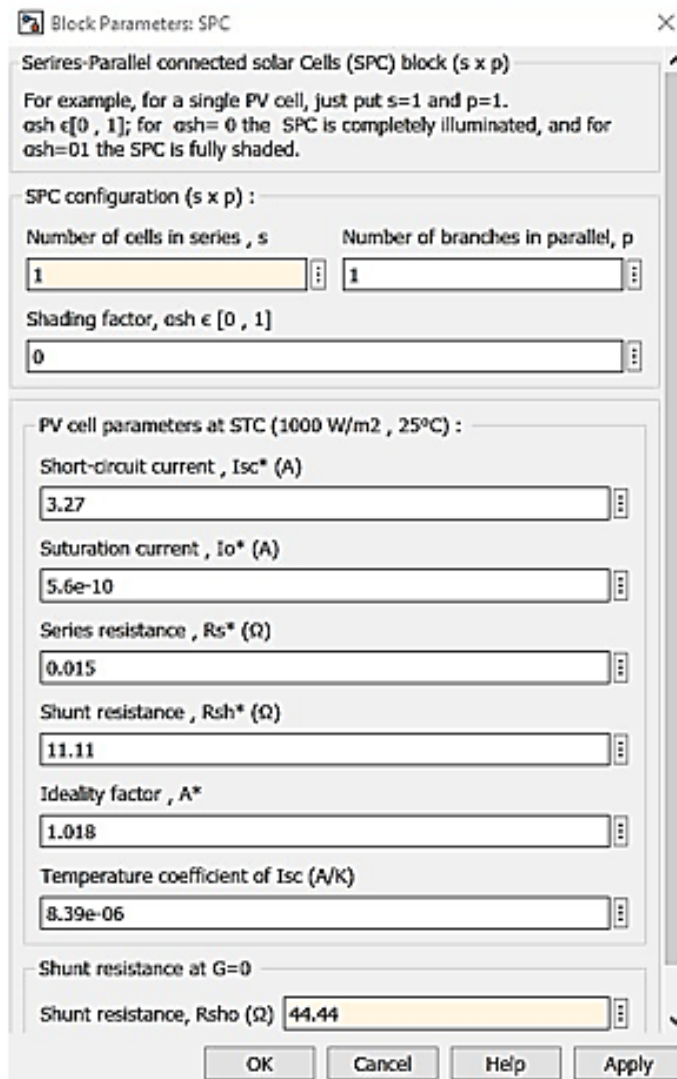 Block Parameters: SPC
Serires-Parallel connected solar Cells (SPC) block (s x p)
For example, for a single PV cell, just put s=1 and p=1.
αsh ϵ[0 , 1]; for αsh= 0 the SPC is completely illuminated, and for
αsh=01 the SPC is fully shaded.
SPC configuration (s x p) :
Number of cells in series , s
Number of branches in parallel, p
1
1
Shading factor, αsh ϵ [0 , 1]
0
PV cell parameters at STC (1000 W/m2 , 25ºC) :
Short-circuit current , Isc* (A)
3.27
Suturation current , Io* (A)
5.6e-10
Series resistance , Rs* (Ω)
0.015
Shunt resistance , Rsh* (Ω)
11.11
Ideality factor , A*
1.018
Temperature coefficient of Isc (A/K)
8.39e-06
Shunt resistance at G=0
Shunt resistance, Rsho (Ω) 44.44
OK Cancel Help Apply